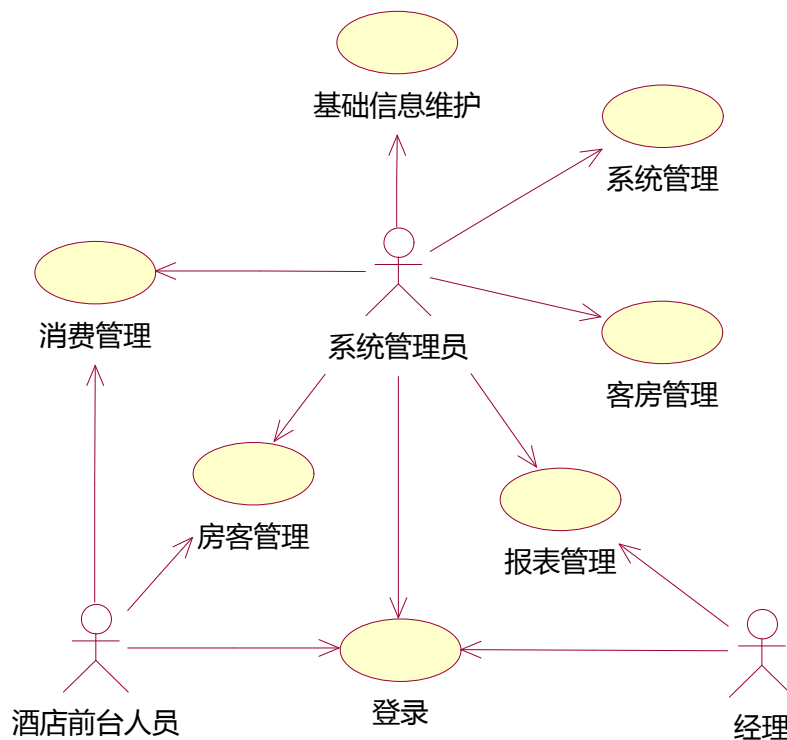 基础信息维护
系统管理
消费管理
系统管理员
客房管理
房客管理
报表管理
酒店前台人员
登录
经理